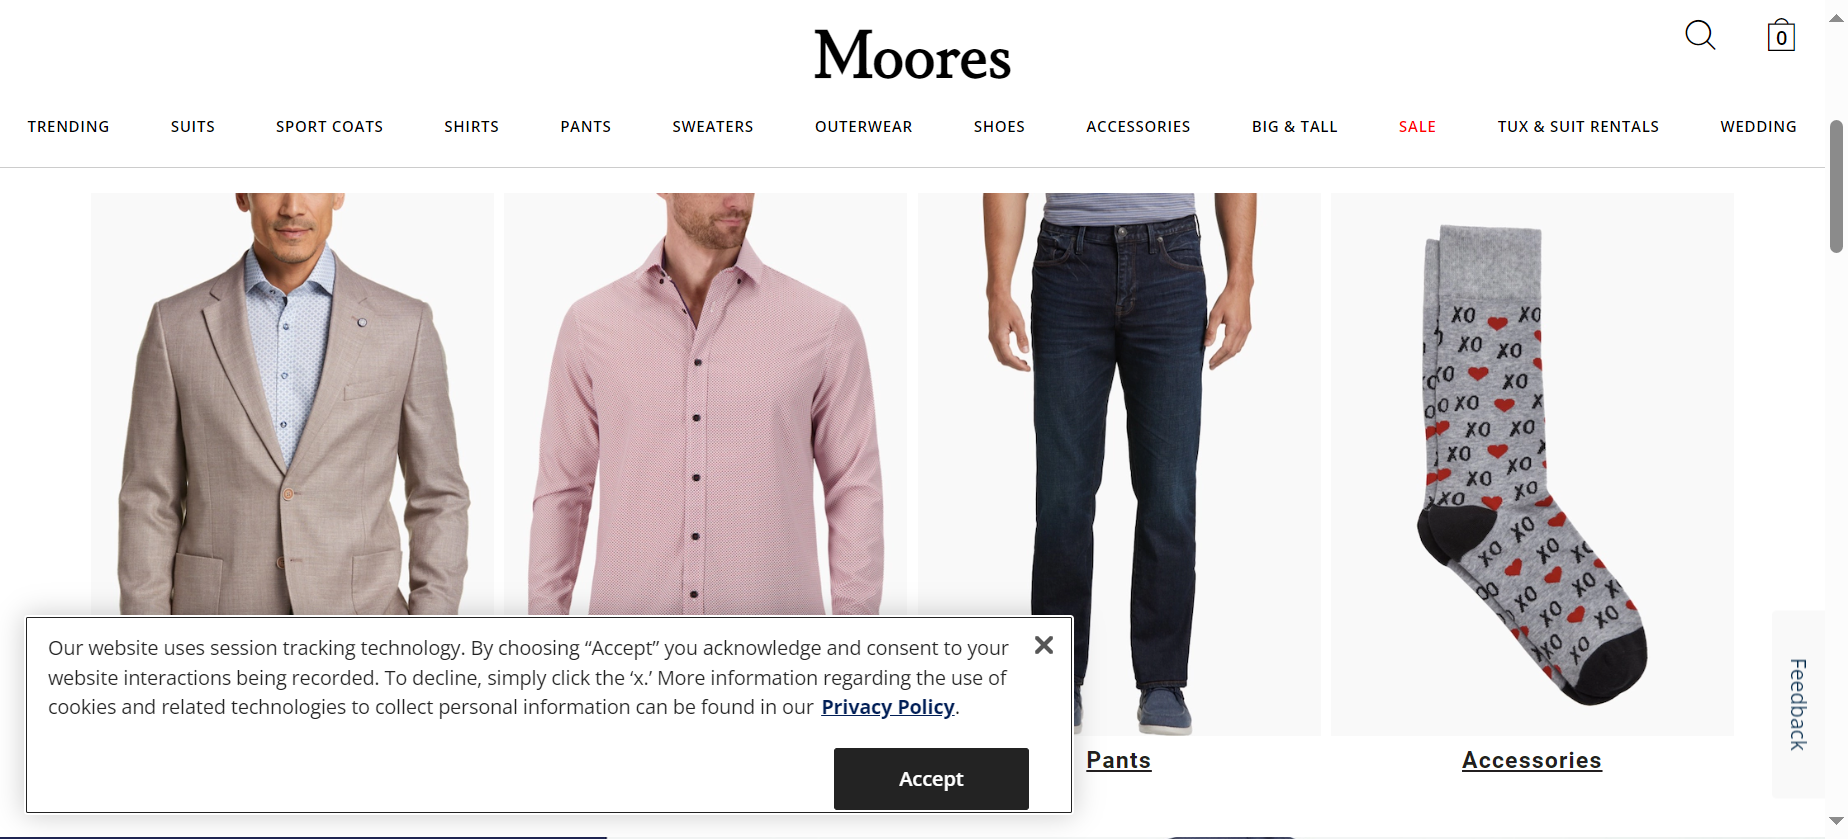 Moores
0
TRENDING
SUITS
SPORT COATS
SHIRTS
PANTS
SWEATERS
OUTERWEAR
SHOES
ACCESSORIES
BIG & TALL
SALE
TUX & SUIT RENTALS
WEDDING
XO XO
XO XO
XO XO
XO X
XO XO
XO XO
XO
XO XO
XO
XO XO
XO XO
XO
XO XO
XO XO
Our website uses session tracking technology. By choosing “Accept” you acknowledge and consent to your
website interactions being recorded. To decline, simply click the ‘x.’ More information regarding the use of
cookies and related technologies to collect personal information can be found in our Privacy Policy.
Accept
Pants
Accessories
Feedback